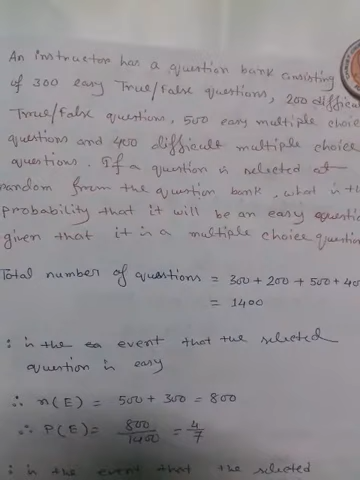 An instructor has a question bank consisting
of 300 easy True/False questions, 200 difficul
True/False questions, 500 easy multiple choice
questions and 400 difficult multiple choice
questions. If a question is selected at
random from the question bank, what is th
probability that it will be an easy questio
given that it is a multiple choice question
Total number of questions = 300 + 200 + 500 + 40
= 1400
: is the ea event that the selected
question is easy
∴ n(E) = 500 + 300 = 800
∴ P(E) = 800/1400 = 4/7
: is the event that the selected